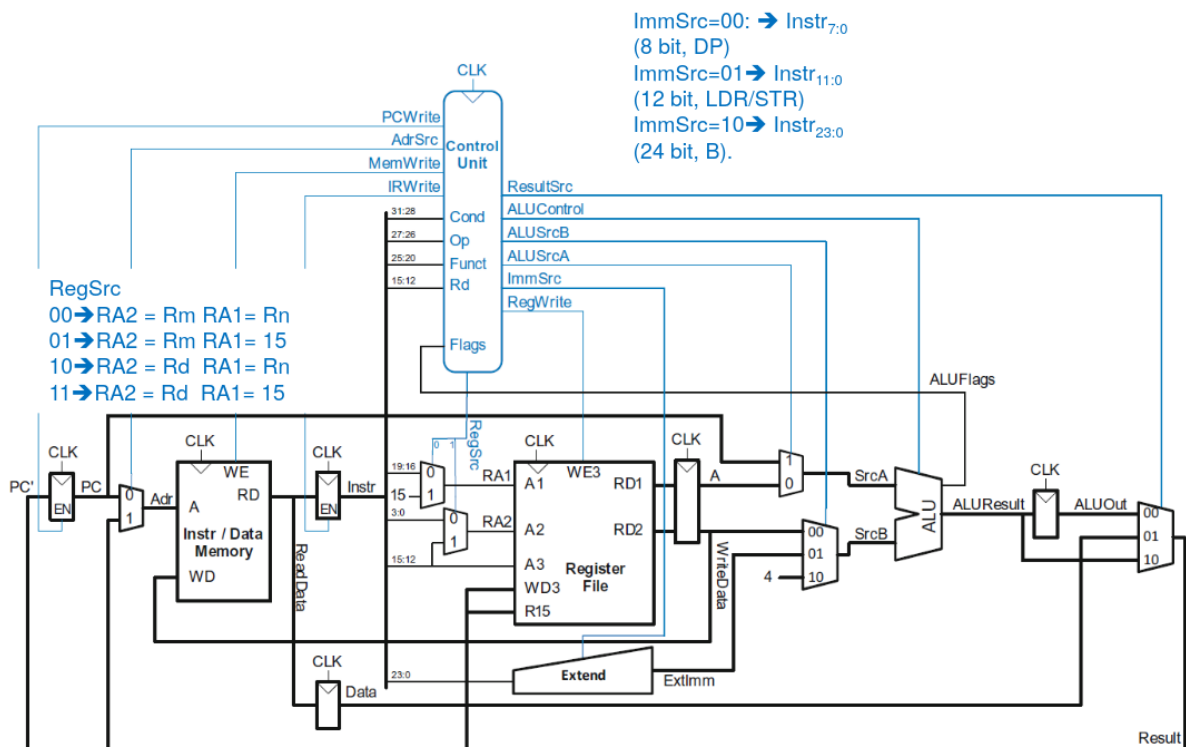 ImmSrc=00: ➔ Instr7:0
(8 bit, DP)
ImmSrc=01➔ Instr11:0
(12 bit, LDR/STR)
ImmSrc=10➔ Instr23:0
(24 bit, B).
CLK
PCWrite
AdrSrc
MemWrite
IRWrite
Control
Unit
ResultSrc
ALUControl
ALUSrcB
ALUSrcA
ImmSrc
RegWrite
31:28
Cond
27:26
Op
25:20
Funct
15:12
Rd
Flags
RegSrc
00➔RA2 = Rm RA1= Rn
01➔RA2 = Rm RA1= 15
10➔RA2 = Rd RA1= Rn
11➔RA2 = Rd RA1= 15
ALUFlags
CLK
PC'
PC
EN
0
1
Adr
CLK
WE
RD
A
Instr / Data
Memory
WD
ReadData
CLK
Instr
EN
0 1
RegSrc
19:16
15
0
1
RA1
3:0
0
1
RA2
15:12
CLK
WE3
A1
RD1
A2
RD2
A3
Register
File
WD3
R15
CLK
A
WriteData
1
0
SrcA
00
01
4
10
SrcB
ALU
ALUResult
CLK
ALUOut
00
01
10
CLK
Data
23:0
Extend
ExtImm
Result